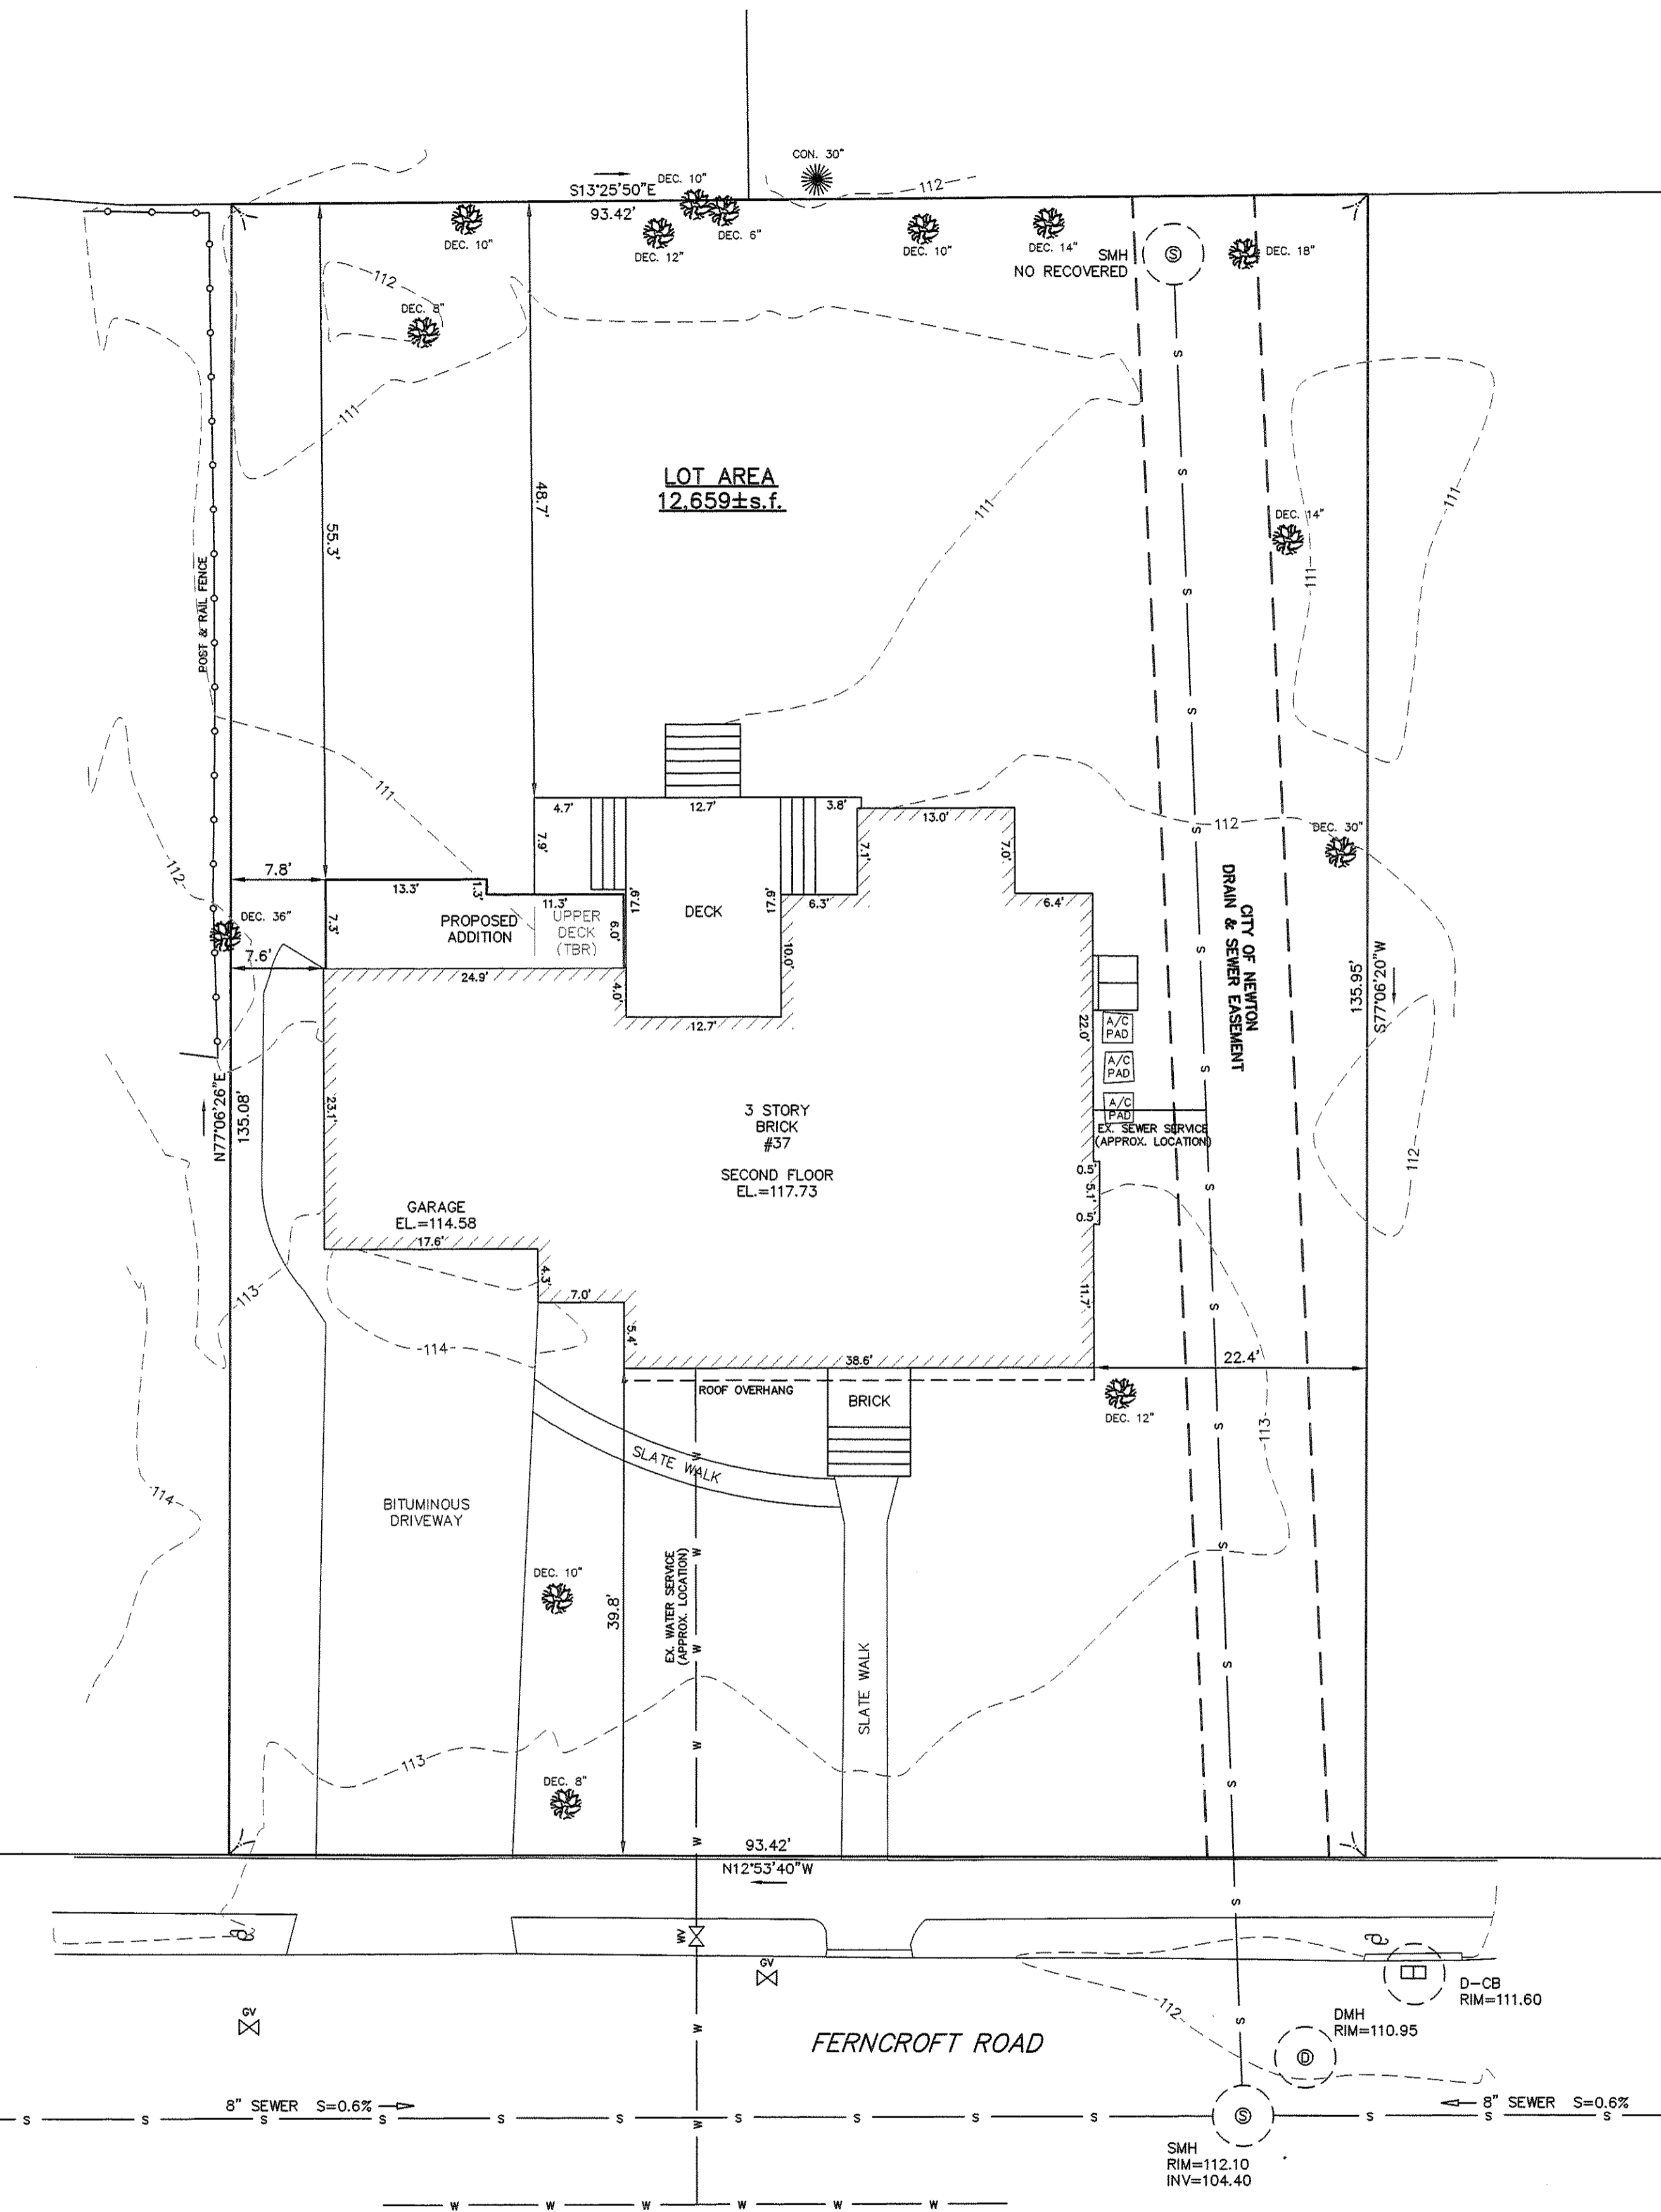 CON. 30"
DEC. 10"
S13°25'50"E
93.42'
112
DEC. 10"
DEC. 12"
DEC. 6"
DEC. 10"
DEC. 14"
SMH
NO RECOVERED
S
DEC. 18"
112
DEC. 8"
111
S
LOT AREA
12,659±s.f.
48.7'
55.3'
111
S
111
DEC. 14"
111
S
POST & RAIL FENCE
S
111
4.7'
12.7'
3.8'
13.0'
7.9'
7.1'
7.0'
S
112
DEC. 30"
112
7.8'
13.3'
1.3'
11.3'
17.9'
17.9'
6.3'
6.4'
DECK
PROPOSED
ADDITION
UPPER
DECK
(TBR)
6.0'
7.3'
DEC. 36"
7.6'
24.9'
4.0'
10.0'
12.7'
S
CITY OF NEWTON
DRAIN & SEWER EASEMENT
135.95'
S77°06'20"W
22.0'
A/C
PAD
A/C
PAD
A/C
PAD
S
EX. SEWER SERVICE
(APPROX. LOCATION)
N77°06'26"E
135.08'
23.1'
3 STORY
BRICK
#37
SECOND FLOOR
EL.=117.73
112
0.5'
5.1'
0.5'
S
GARAGE
EL.=114.58
17.6'
4.3'
7.0'
5.4'
11.7'
S
113
114
38.6'
22.4'
ROOF OVERHANG
BRICK
DEC. 12"
S
113
SLATE WALK
W
114
BITUMINOUS
DRIVEWAY
EX. WATER SERVICE
(APPROX. LOCATION)
W
S
DEC. 10"
39.8'
W
SLATE WALK
S
113
W
DEC. 8"
S
W
93.42'
N12°53'40"W
S
WV
GV
GV
D-CB
RIM=111.60
112
DMH
RIM=110.95
D
S
W
FERNCROFT ROAD
8" SEWER S=0.6%
8" SEWER S=0.6%
S S S S S S W S S S S S S S
SMH
RIM=112.10
INV=104.40
W W W W W W